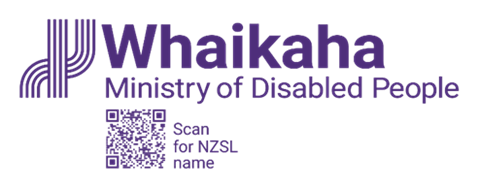 Whaikaha
Ministry of Disabled People
Scan
for NZSL
name